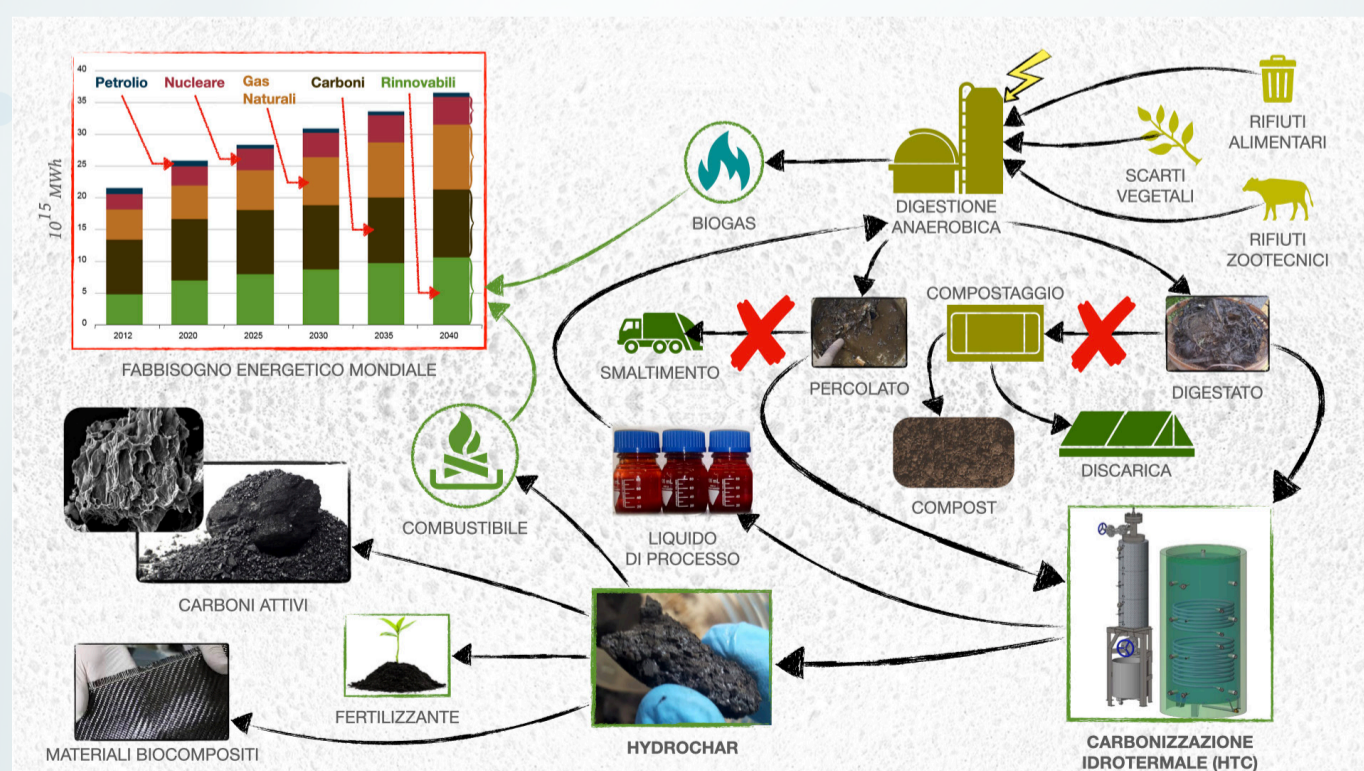 40
35
30
25
20
15
10
5
0
10^15 MWh
Petrolio
Nucleare
Gas
Naturali
Carboni
Rinnovabili
2012
2020
2025
2030
2035
2040
FABBISOGNO ENERGETICO MONDIALE
BIOGAS
DIGESTIONE
ANAEROBICA
RIFIUTI
ALIMENTARI
SCARTI
VEGETALI
RIFIUTI
ZOOTECNICI
SMALTIMENTO
PERCOLATO
COMPOSTAGGIO
DIGESTATO
COMPOST
DISCARICA
COMBUSTIBILE
LIQUIDO
DI PROCESSO
CARBONI ATTIVI
FERTILIZZANTE
MATERIALI BIOCOMPOSITI
HYDROCHAR
CARBONIZZAZIONE
IDROTERMALE (HTC)